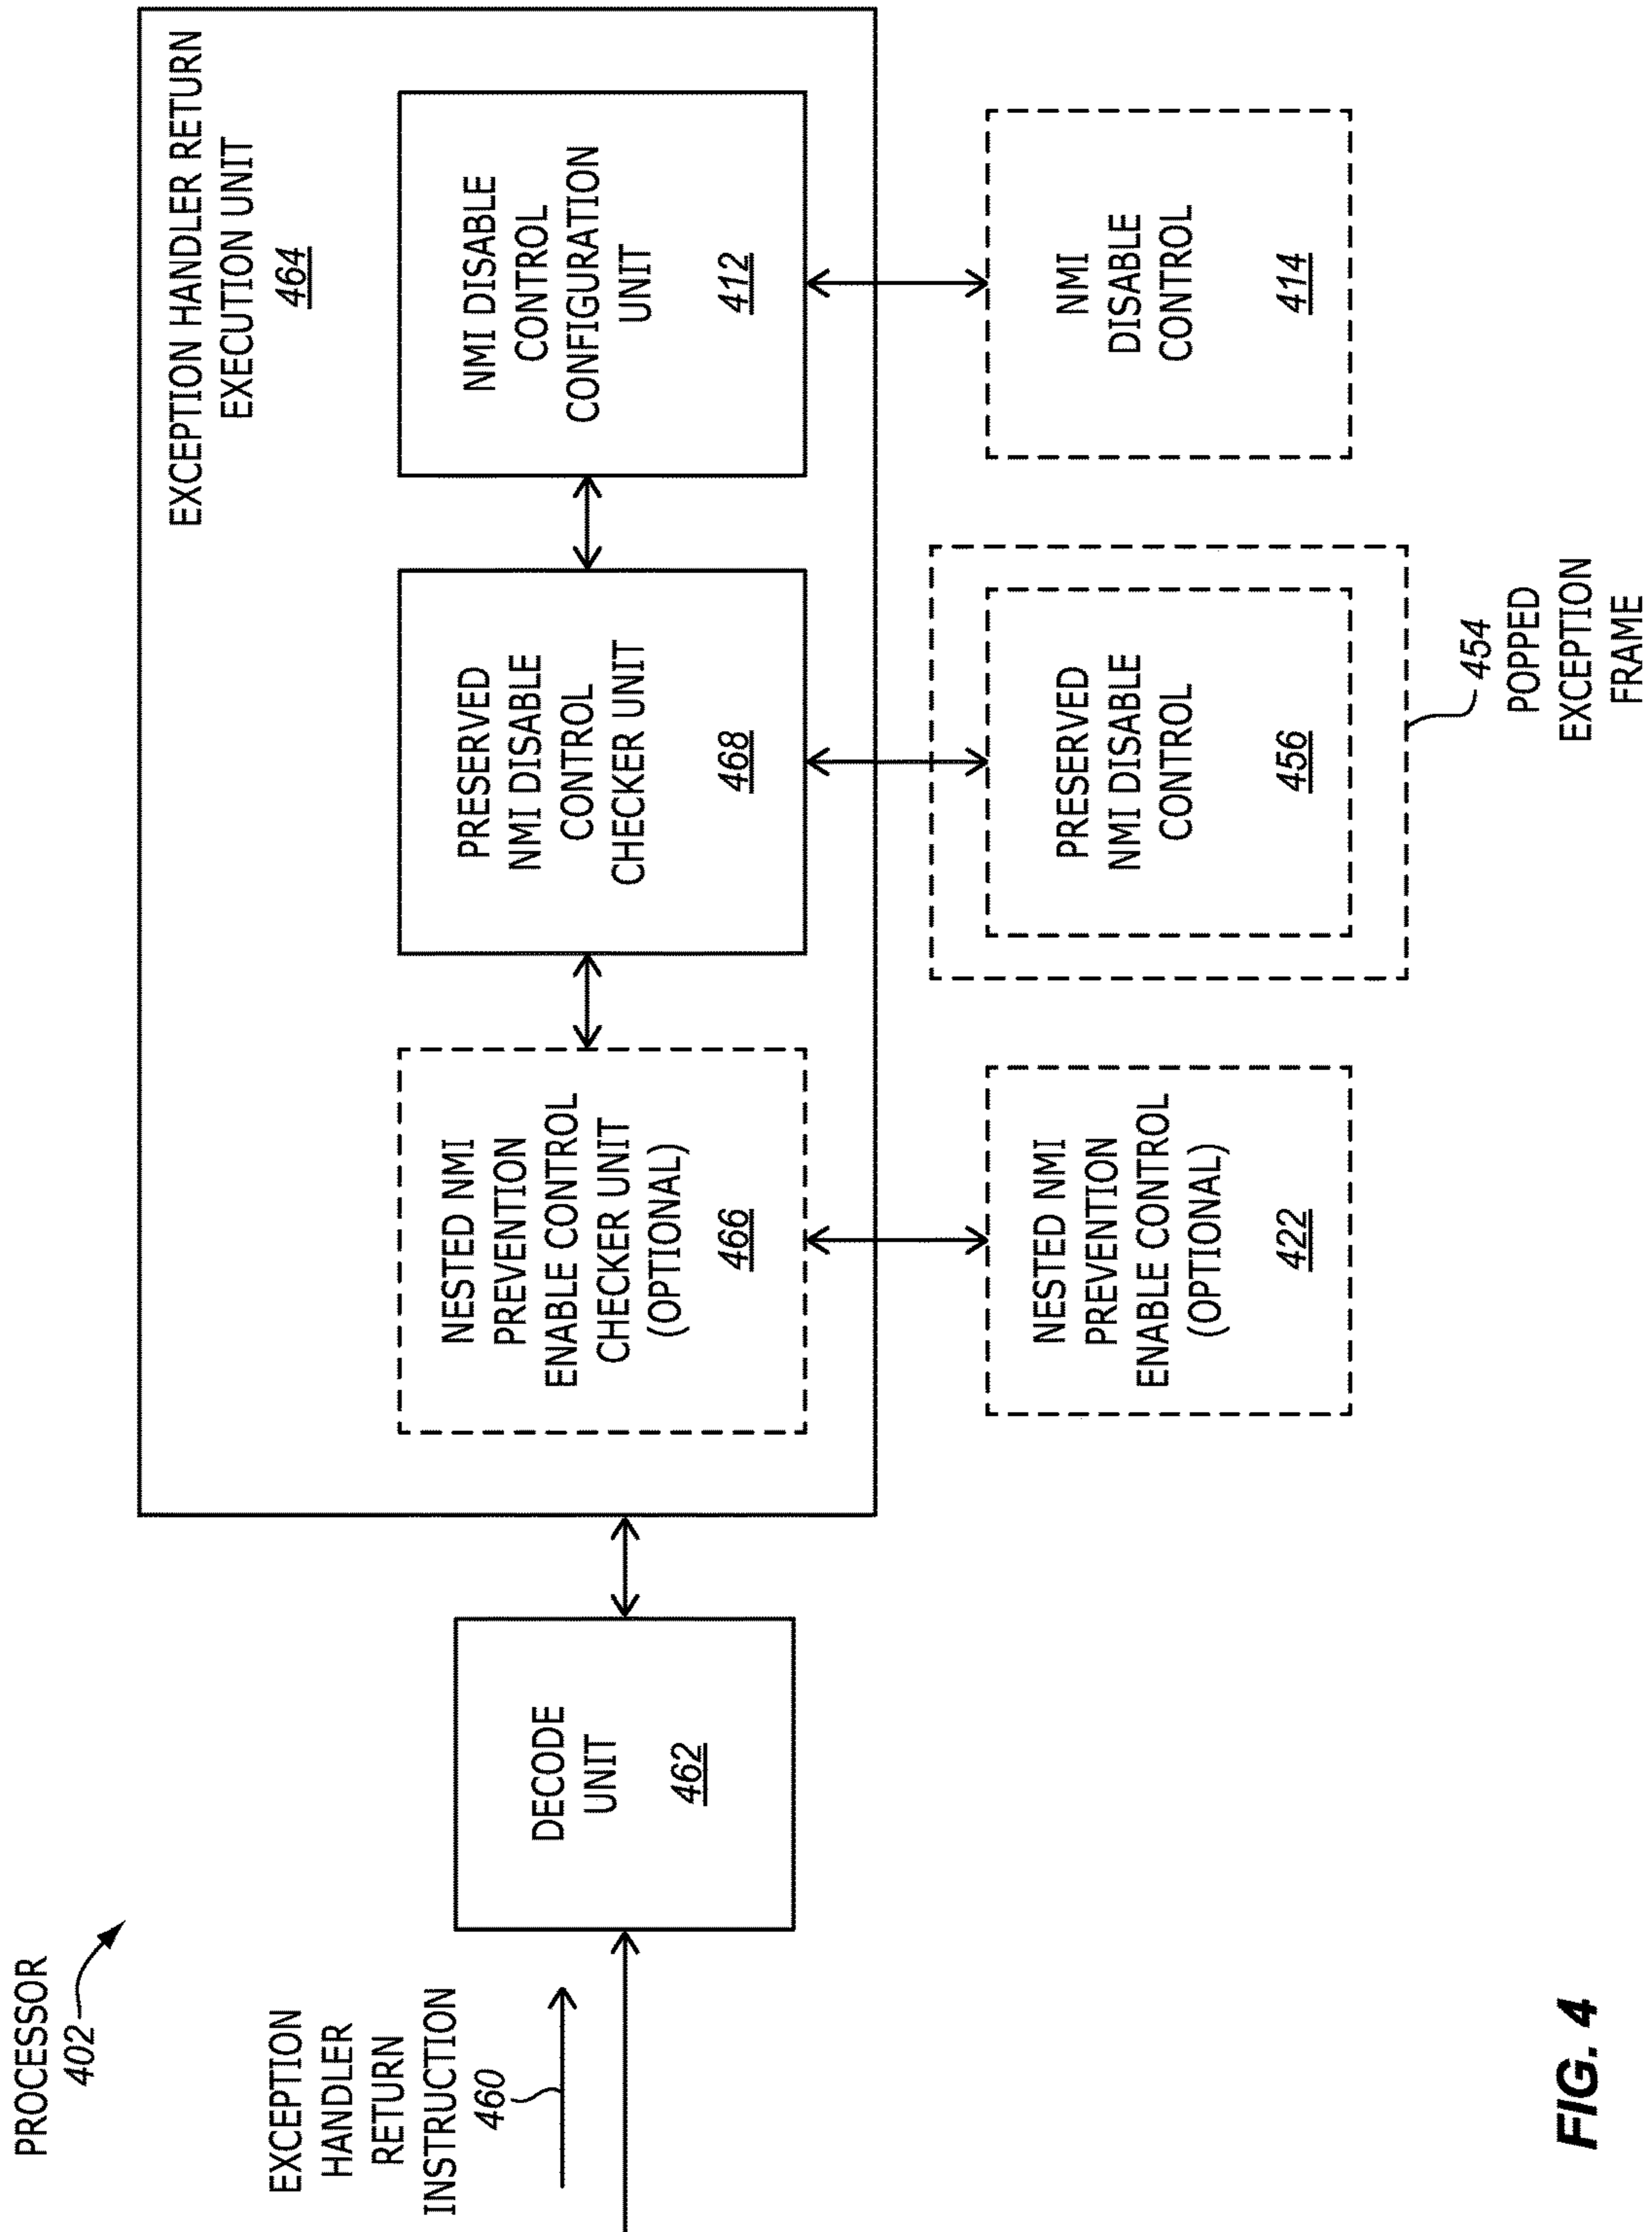 PROCESSOR
402
EXCEPTION
HANDLER
RETURN
INSTRUCTION
460
DECODE
UNIT
462
EXCEPTION HANDLER RETURN
EXECUTION UNIT
464
NESTED NMI
PREVENTION
ENABLE CONTROL
CHECKER UNIT
(OPTIONAL)
466
PRESERVED
NMI DISABLE
CONTROL
CHECKER UNIT
468
NMI DISABLE
CONTROL
CONFIGURATION
UNIT
412
NESTED NMI
PREVENTION
ENABLE CONTROL
(OPTIONAL)
422
PRESERVED
NMI DISABLE
CONTROL
456
NMI
DISABLE
CONTROL
414
454
POPPED
EXCEPTION
FRAME
FIG. 4